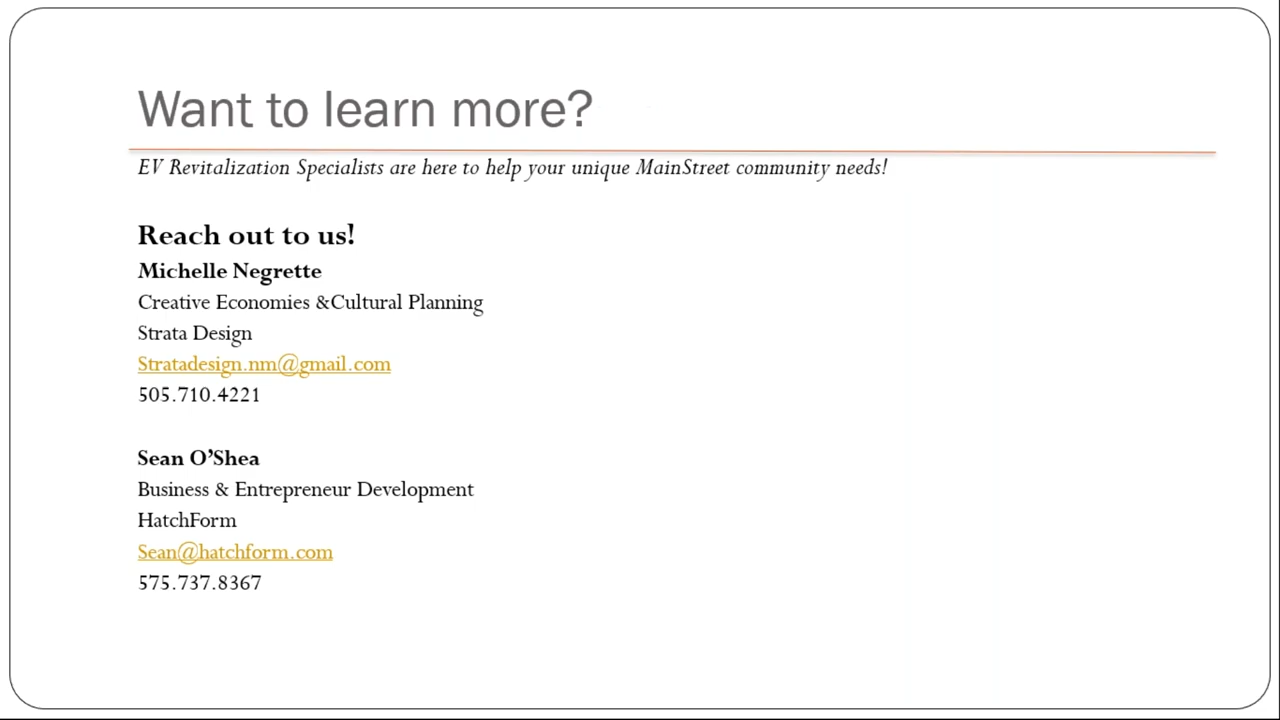 Want to learn more?
EV Revitalization Specialists are here to help your unique MainStreet community needs!
Reach out to us!
Michelle Negrette
Creative Economies &Cultural Planning
Strata Design
Stratadesign.nm@gmail.com
505.710.4221
Sean O’Shea
Business & Entrepreneur Development
HatchForm
Sean@hatchform.com
575.737.8367